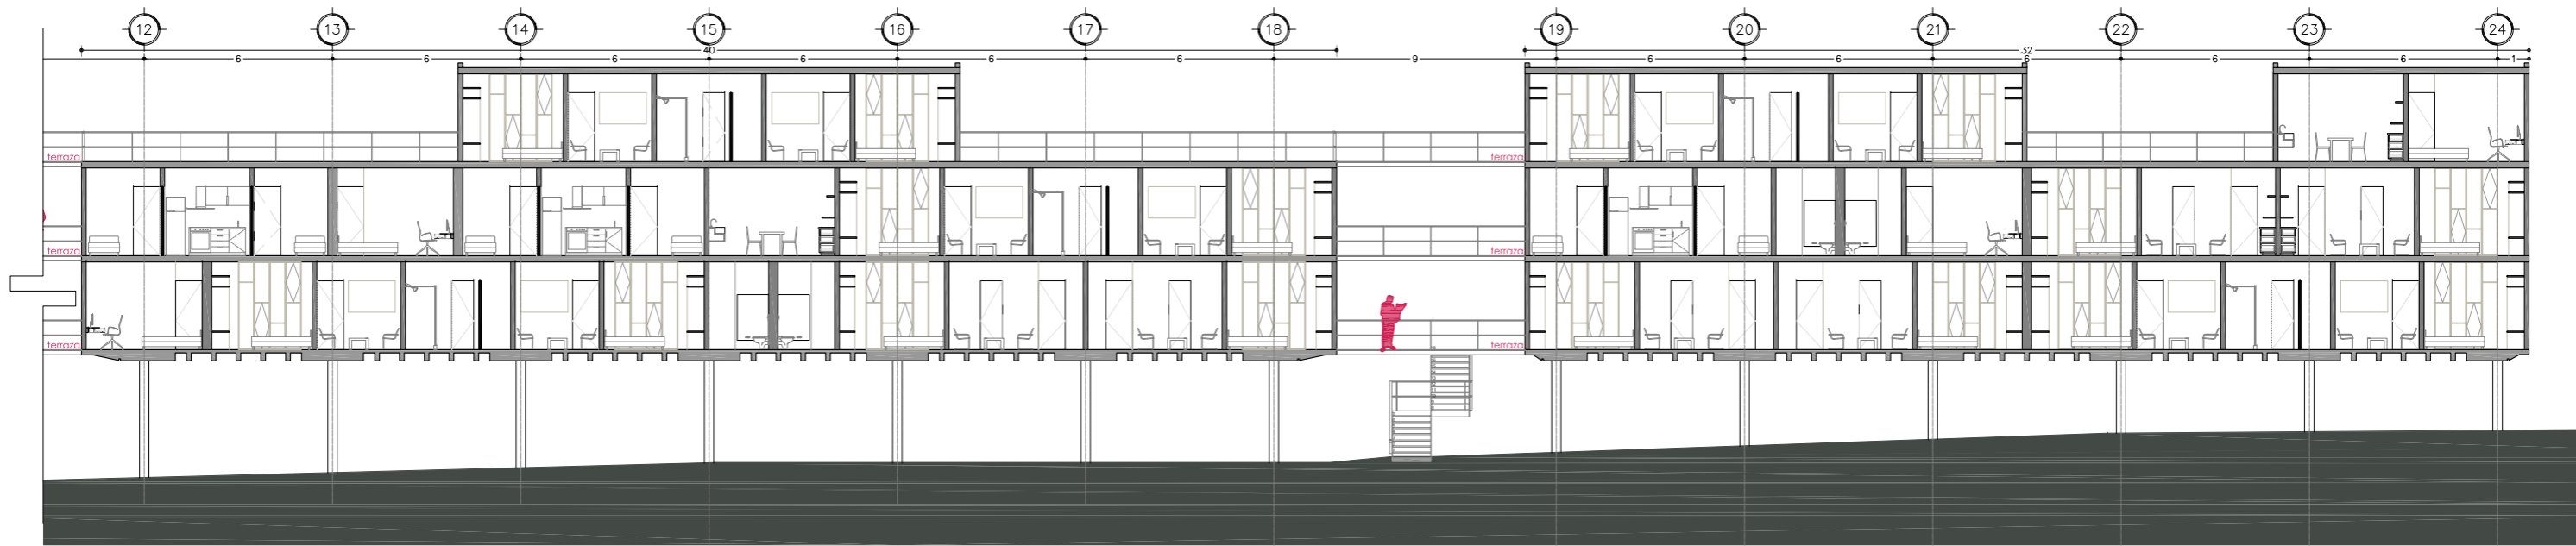 12 13 14 15 16 17 18 19 20 21 22 23 24
40 32
6 6 6 6 6 6 9 6 6 6 6 6 1
terraza terraza
terraza terraza
terraza terraza